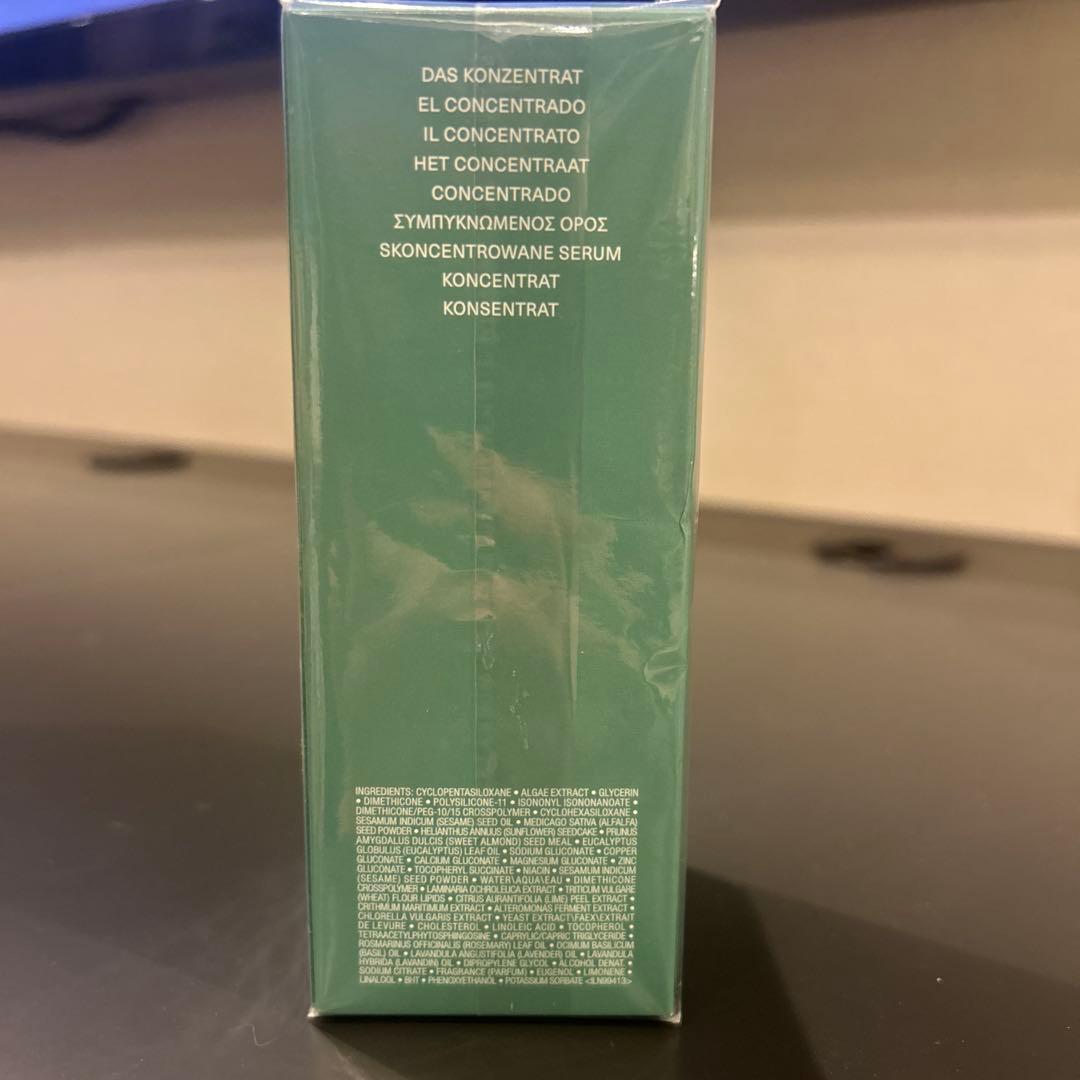 DAS KONZENTRAT
EL CONCENTRADO
IL CONCENTRATO
HET CONCENTRAAT
CONCENTRADO
ΣΥΜΠΥΚΝΩΜΕΝΟΣ ΟΡΟΣ
SKONCENTROWANE SERUM
KONCENTRAT
KONSENTRAT
INGREDIENTS: CYCLOPENTASILOXANE • ALGAE EXTRACT • GLYCERIN
• DIMETHICONE • POLYSILICONE-11 • ISONONYL ISONONANOATE •
DIMETHICONE/PEG-10/15 CROSSPOLYMER • CYCLOHEXASILOXANE •
SESAMUM INDICUM (SESAME) SEED OIL • MEDICAGO SATIVA (ALFALFA)
SEED POWDER • HELIANTHUS ANNUUS (SUNFLOWER) SEEDCAKE • PRUNUS
AMYGDALUS DULCIS (SWEET ALMOND) SEED MEAL • EUCALYPTUS
GLOBULUS (EUCALYPTUS) LEAF OIL • SODIUM GLUCONATE • COPPER
GLUCONATE • CALCIUM GLUCONATE • MAGNESIUM GLUCONATE • ZINC
GLUCONATE • TOCOPHERYL SUCCINATE • NIACIN • SESAMUM INDICUM
(SESAME) SEED POWDER • WATER\AQUA\EAU • DIMETHICONE
CROSSPOLYMER • LAMINARIA OCHROLEUCA EXTRACT • TRITICUM VULGARE
(WHEAT) FLOUR LIPIDS • CITRUS AURANTIFOLIA (LIME) PEEL EXTRACT •
CRITHMUM MARITIMUM EXTRACT • ALTEROMONAS FERMENT EXTRACT •
CHLORELLA VULGARIS EXTRACT • YEAST EXTRACT\FAEX\EXTRAIT
DE LEVURE • CHOLESTEROL • LINOLEIC ACID • TOCOPHEROL •
TETRAACETYLPHYTOSPHINGOSINE • CAPRYLIC/CAPRIC TRIGLYCERIDE •
ROSMARINUS OFFICINALIS (ROSEMARY) LEAF OIL • OCIMUM BASILICUM
(BASIL) OIL • LAVANDULA ANGUSTIFOLIA (LAVENDER) OIL • LAVANDULA
HYBRIDA (LAVANDIN) OIL • DIPROPYLENE GLYCOL • ALCOHOL DENAT. •
SODIUM CITRATE • FRAGRANCE (PARFUM) • EUGENOL • LIMONENE •
LINALOOL • BHT • PHENOXYETHANOL • POTASSIUM SORBATE <ILN99413>